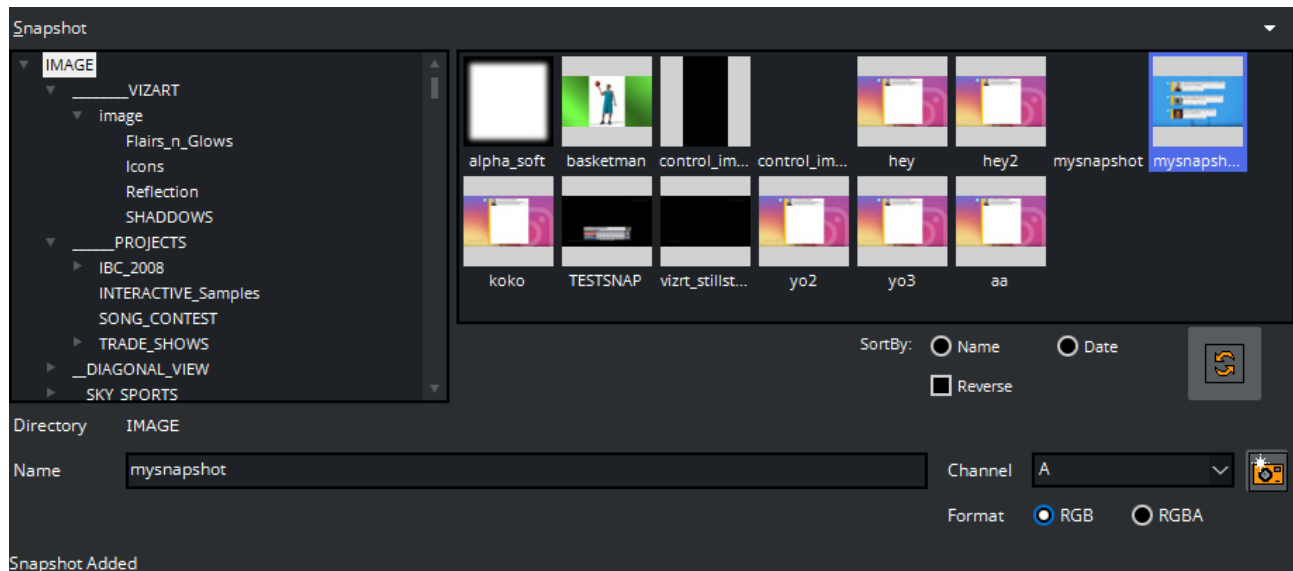 Snapshot
IMAGE
_______VIZART
image
Flairs_n_Glows
Icons
Reflection
SHADDOWS
_____PROJECTS
IBC_2008
INTERACTIVE_Samples
SONG_CONTEST
TRADE_SHOWS
__DIAGONAL_VIEW
SKY_SPORTS
alpha_soft basketman control_im... control_im... hey hey2 mysnapshot mysnapsh...
koko TESTSNAP vizrt_stillst... yo2 yo3 aa
SortBy: Name Date
Reverse
Directory IMAGE
Name mysnapshot Channel A
Format RGB RGBA
Snapshot Added